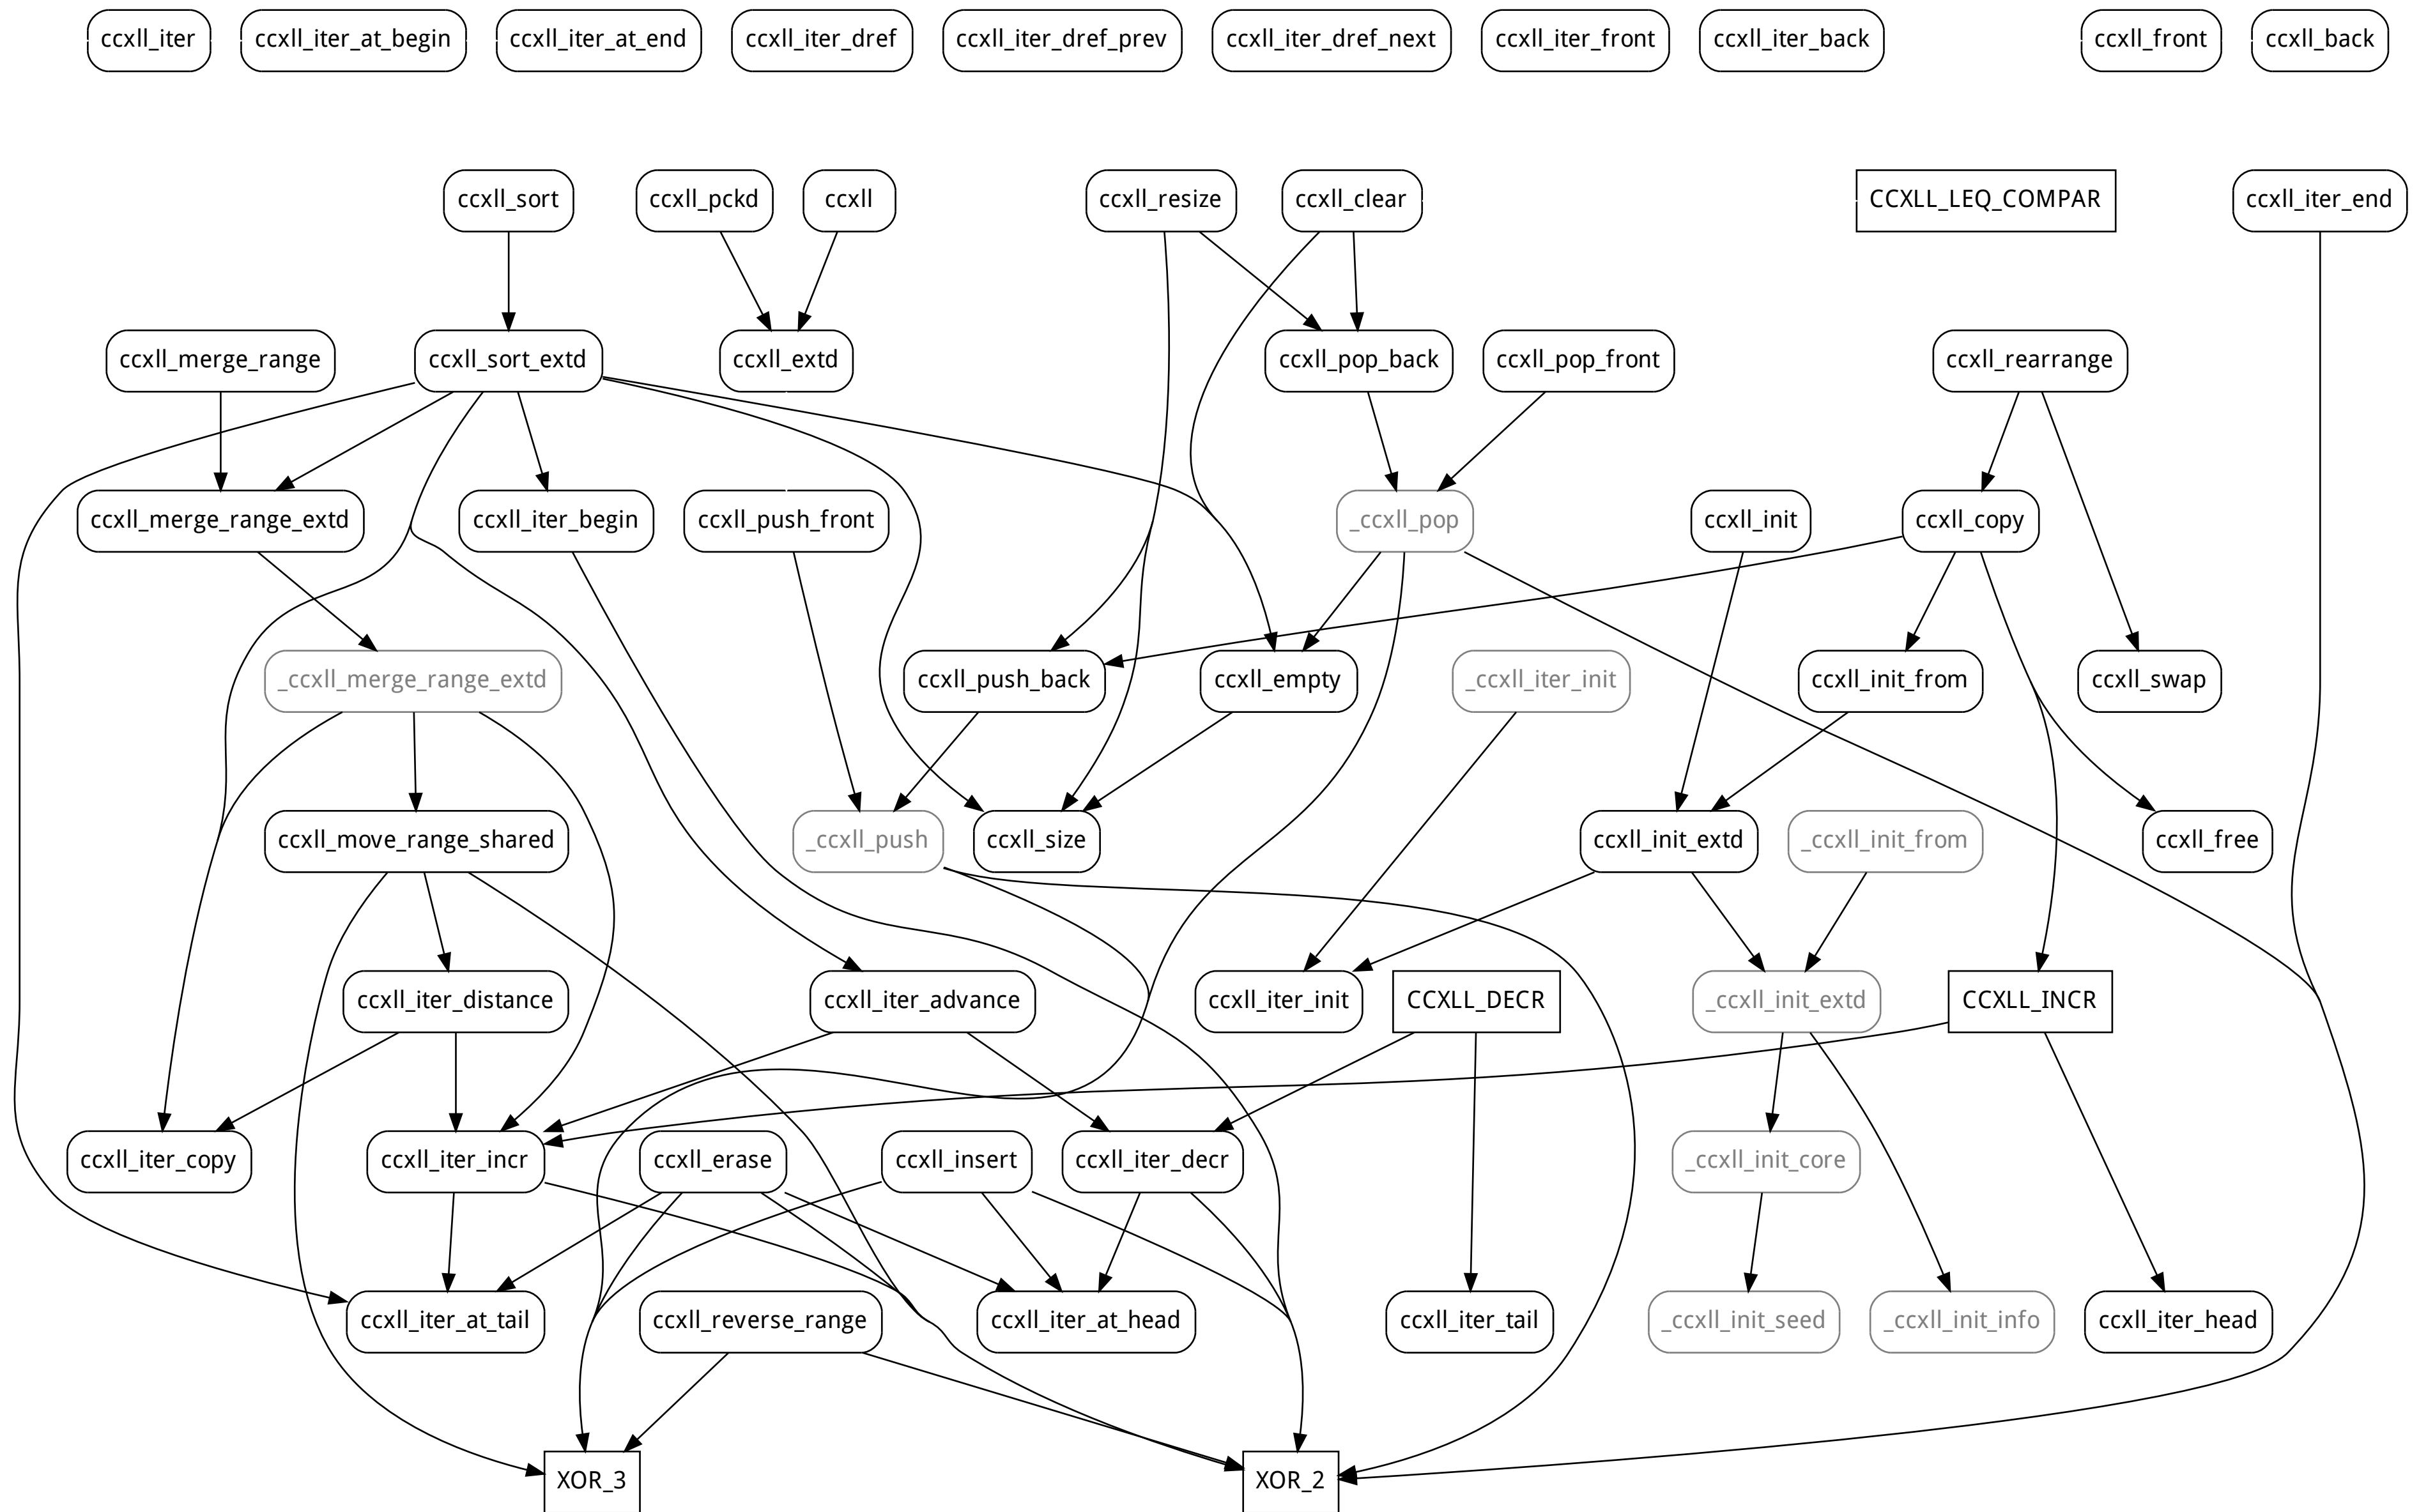 ccxll_iter
ccxll_iter_at_begin
ccxll_iter_at_end
ccxll_iter_dref
ccxll_iter_dref_prev
ccxll_iter_dref_next
ccxll_iter_front
ccxll_iter_back
ccxll_front
ccxll_back
ccxll_sort
ccxll_pckd
ccxll
ccxll_resize
ccxll_clear
CCXLL_LEQ_COMPAR
ccxll_iter_end
ccxll_merge_range
ccxll_sort_extd
ccxll_extd
ccxll_pop_back
ccxll_pop_front
ccxll_rearrange
ccxll_merge_range_extd
ccxll_iter_begin
ccxll_push_front
_ccxll_pop
ccxll_init
ccxll_copy
_ccxll_merge_range_extd
ccxll_push_back
ccxll_empty
_ccxll_iter_init
ccxll_init_from
ccxll_swap
ccxll_move_range_shared
_ccxll_push
ccxll_size
ccxll_init_extd
_ccxll_init_from
ccxll_free
ccxll_iter_distance
ccxll_iter_advance
ccxll_iter_init
CCXLL_DECR
_ccxll_init_extd
CCXLL_INCR
ccxll_iter_copy
ccxll_iter_incr
ccxll_erase
ccxll_insert
ccxll_iter_decr
_ccxll_init_core
ccxll_iter_at_tail
ccxll_reverse_range
ccxll_iter_at_head
ccxll_iter_tail
_ccxll_init_seed
_ccxll_init_info
ccxll_iter_head
XOR_3
XOR_2